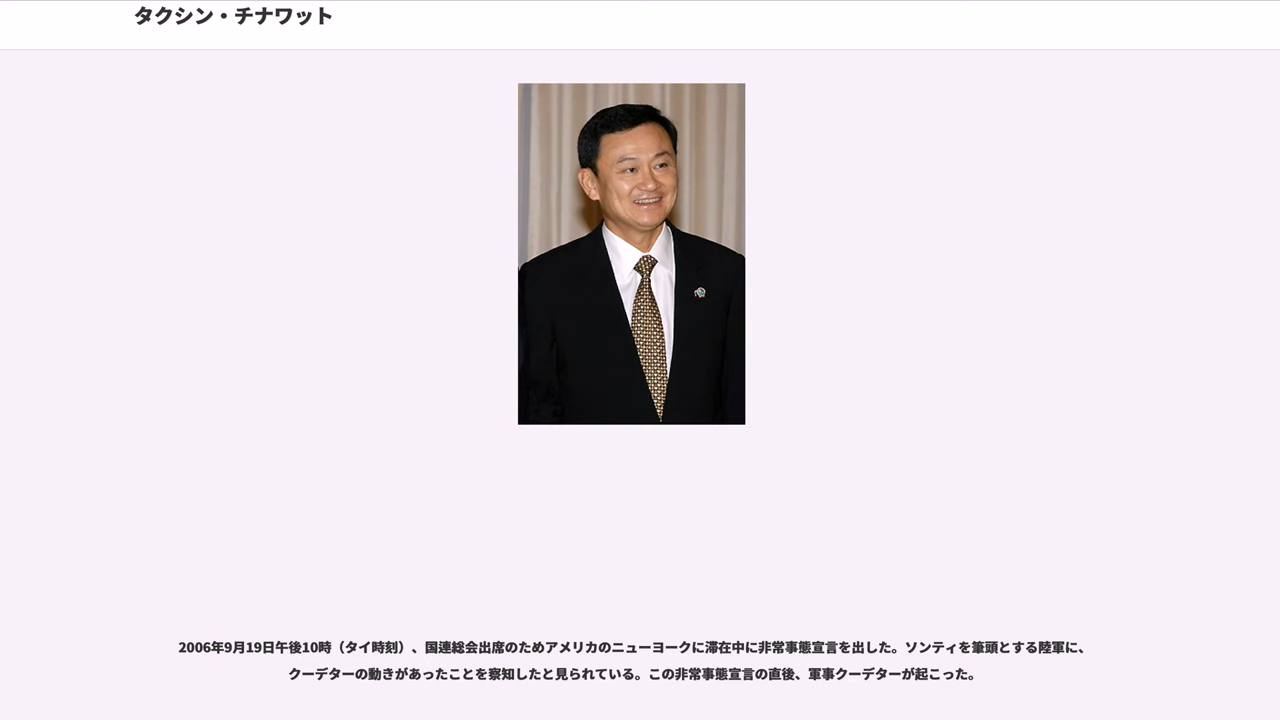 タクシン・チナワット
2006年9月19日午後10時（タイ時刻）、国連総会出席のためアメリカのニューヨークに滞在中に非常事態宣言を出した。ソンティを筆頭とする陸軍に、
クーデターの動きがあったことを察知したと見られている。この非常事態宣言の直後、軍事クーデターが起こった。